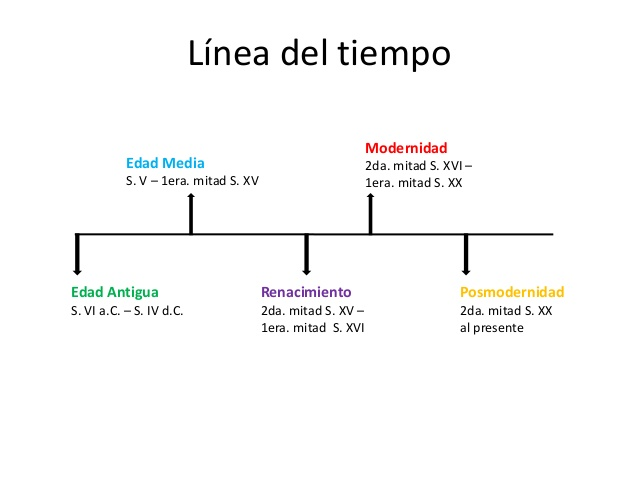 Línea del tiempo
Edad Media
S. V – 1era. mitad S. XV
Modernidad
2da. mitad S. XVI –
1era. mitad S. XX
Edad Antigua
S. VI a.C. – S. IV d.C.
Renacimiento
2da. mitad S. XV –
1era. mitad S. XVI
Posmodernidad
2da. mitad S. XX
al presente